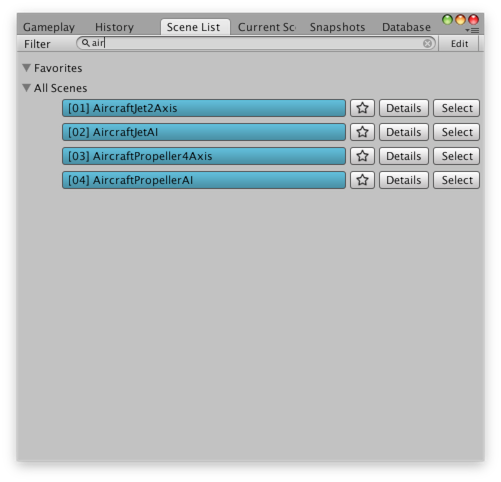 Gameplay History Scene List Current Sc Snapshots Database
Filter air Edit
Favorites
All Scenes
[01] AircraftJet2Axis Details Select
[02] AircraftJetAI Details Select
[03] AircraftPropeller4Axis Details Select
[04] AircraftPropellerAI Details Select